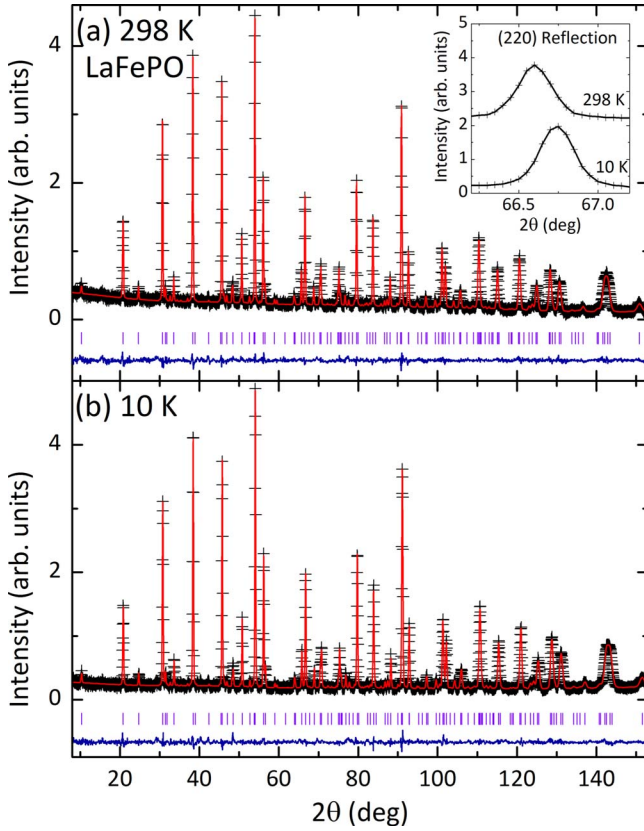 (a) 298 K
LaFePO
4
2
0
Intensity (arb. units)
(220) Reflection
5
4
3
2
1
0
Intensity (arb. units)
298 K
10 K
66.5 67.0
2θ (deg)
(b) 10 K
4
2
0
Intensity (arb. units)
20 40 60 80 100 120 140
2θ (deg)